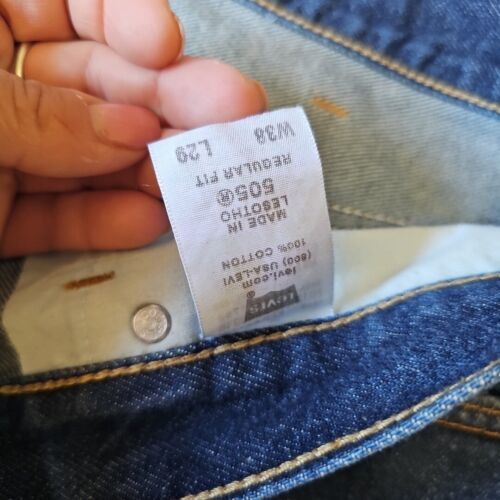 LEVI'S ®
levi.com
(800) USA-LEVI
100% COTTON
MADE IN
LESOTHO
505®
REGULAR FIT
W38 L29